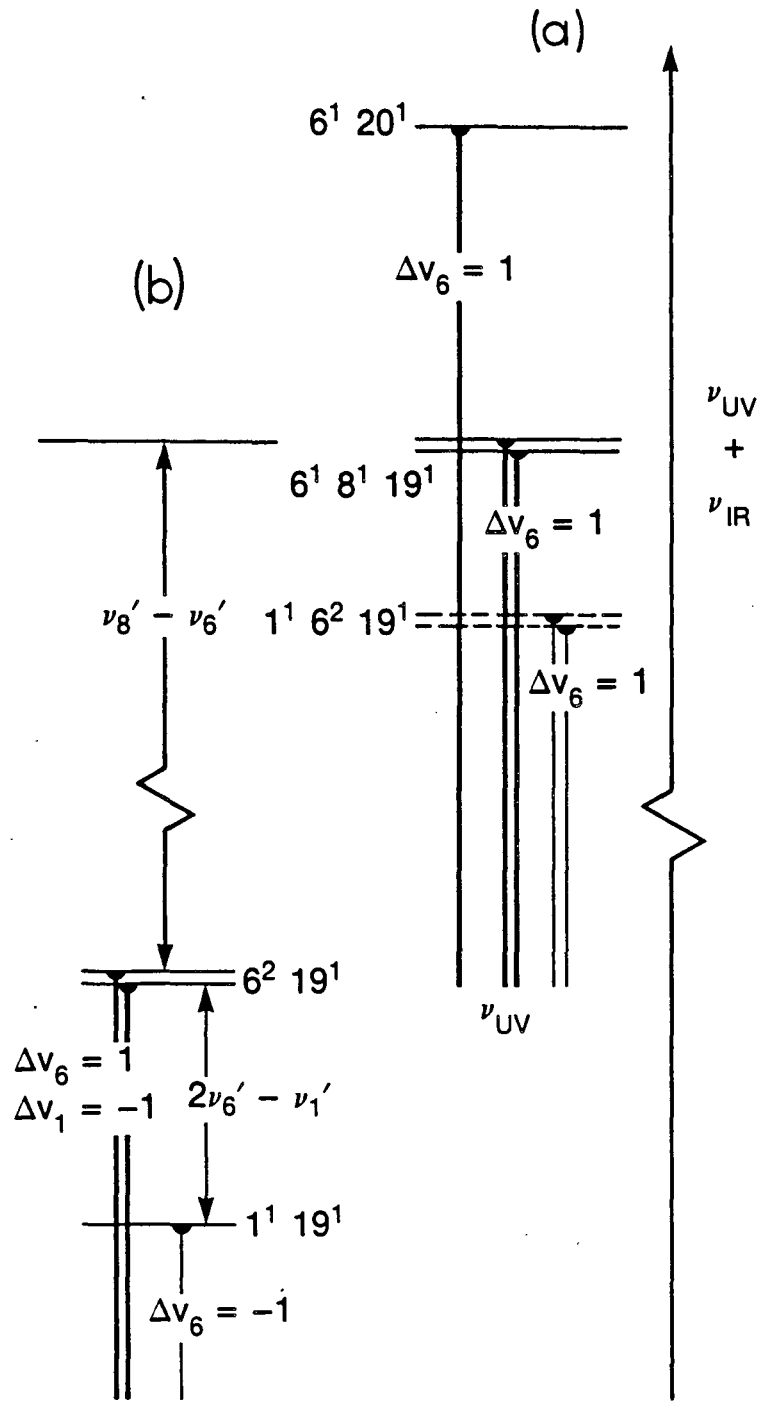 (a)
6¹ 20¹
Δv₆ = 1
(b)
ν_UV
+
ν_IR
6¹ 8¹ 19¹
Δv₆ = 1
ν₈′ − ν₆′
1¹ 6² 19¹
Δv₆ = 1
6² 19¹
ν_UV
Δv₆ = 1
Δv₁ = −1
2ν₆′ − ν₁′
1¹ 19¹
Δv₆ = −1